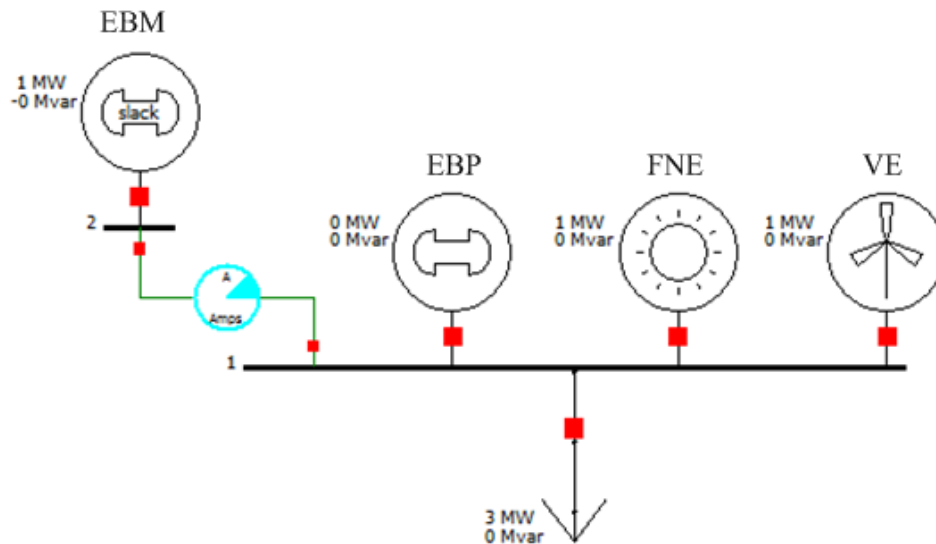 EBM
1 MW
-0 Mvar
slack
2
A
Amps
EBP
0 MW
0 Mvar
FNE
1 MW
0 Mvar
VE
1 MW
0 Mvar
1
3 MW
0 Mvar